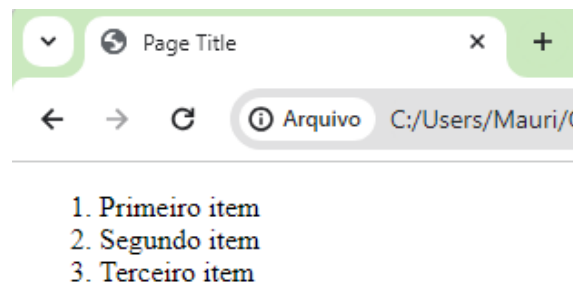 Page Title
Arquivo C:/Users/Mauri/
1. Primeiro item
2. Segundo item
3. Terceiro item